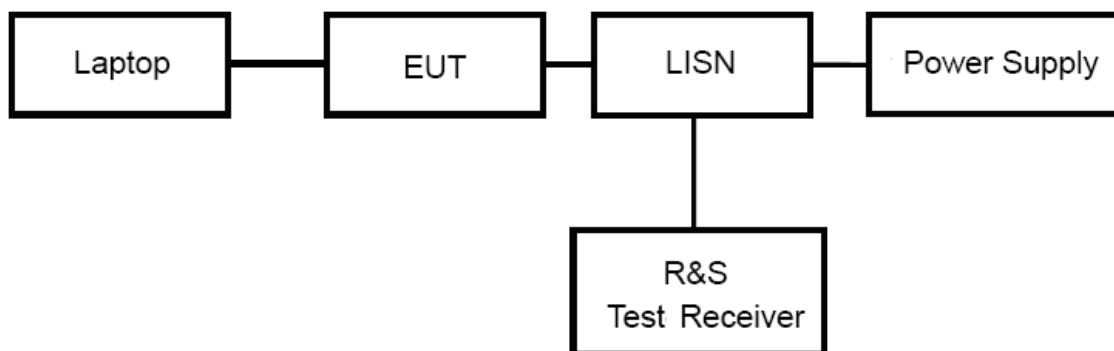 Laptop
EUT
LISN
Power Supply
R&S
Test Receiver